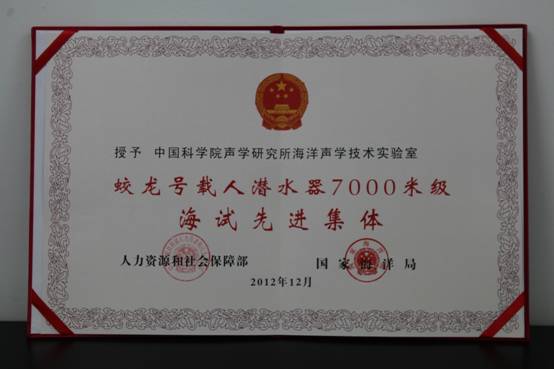 授予 中国科学院声学研究所海洋声学技术实验室
蛟龙号载人潜水器7000米级
海试先进集体
人力资源和社会保障部 国家海洋局
2012年12月